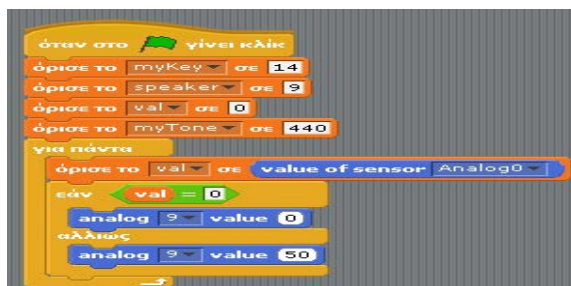 όταν στο γίνει κλίκ
όρισε το myKey σε 14
όρισε το speaker σε 9
όρισε το val σε 0
όρισε το myTone σε 440
για πάντα
όρισε το val σε value of sensor Analog0
εάν val = 0
analog 9 value 0
αλλιώς
analog 9 value 50